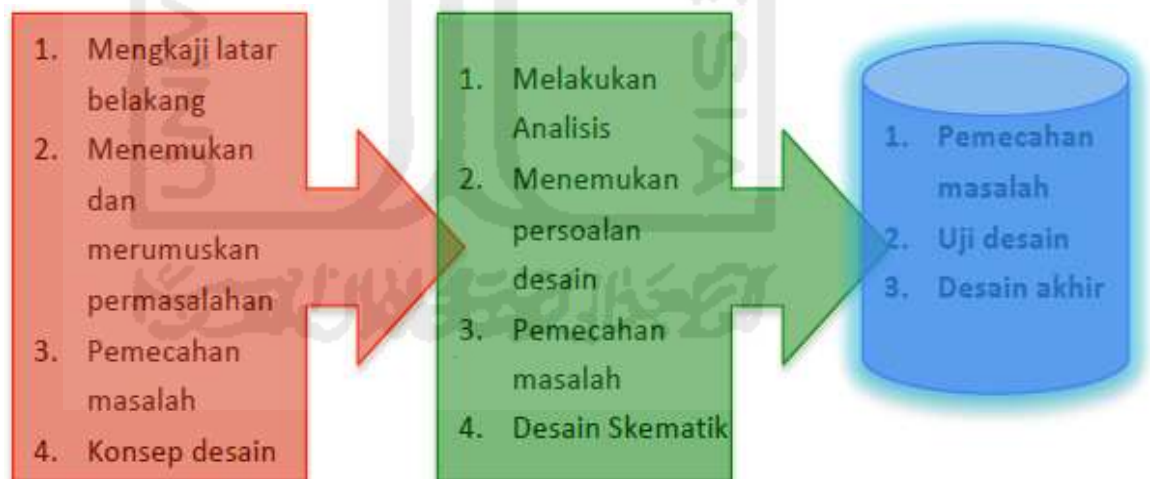 1. Mengkaji latar
belakang
2. Menemukan
dan
merumuskan
permasalahan
3. Pemecahan
masalah
4. Konsep desain
1. Melakukan
Analisis
2. Menemukan
persoalan
desain
3. Pemecahan
masalah
4. Desain Skematik
1. Pemecahan
masalah
2. Uji desain
3. Desain akhir